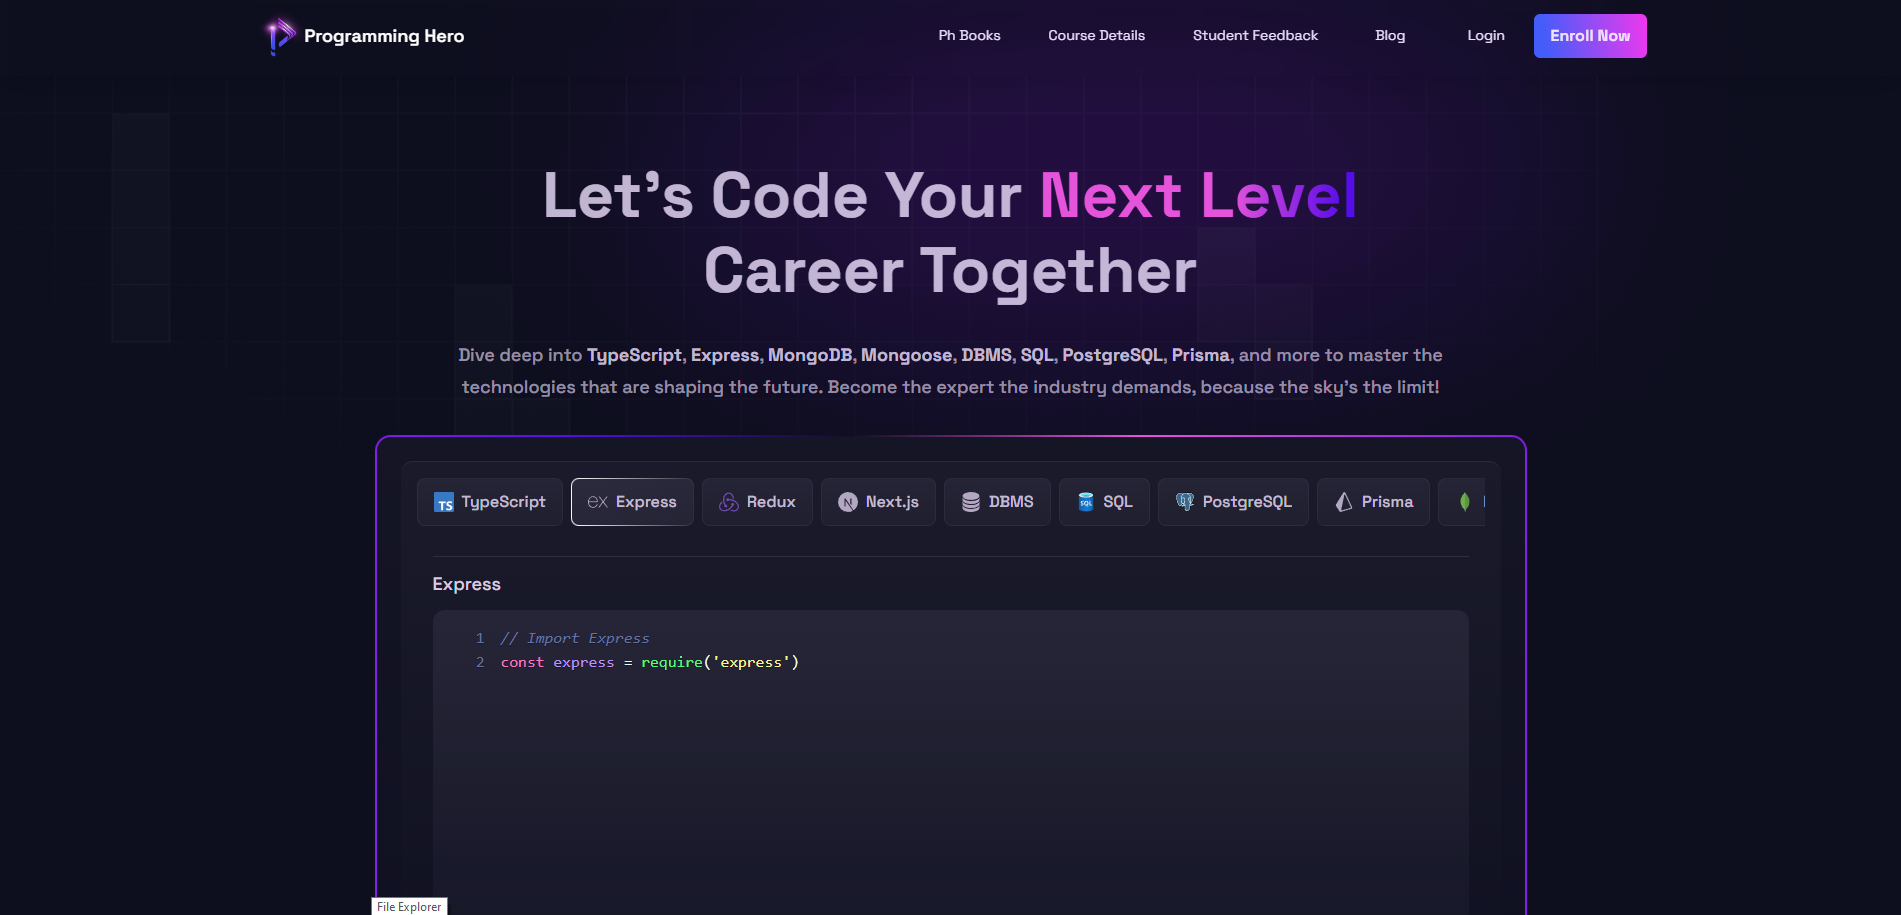 Programming Hero
Ph Books
Course Details
Student Feedback
Blog
Login
Enroll Now
Let's Code Your Next Level
Career Together
Dive deep into TypeScript, Express, MongoDB, Mongoose, DBMS, SQL, PostgreSQL, Prisma, and more to master the
technologies that are shaping the future. Become the expert the industry demands, because the sky's the limit!
TS TypeScript
ex Express
Redux
N Next.js
DBMS
SQL SQL
PostgreSQL
Prisma
Express
1 // Import Express
2 const express = require('express')
File Explorer